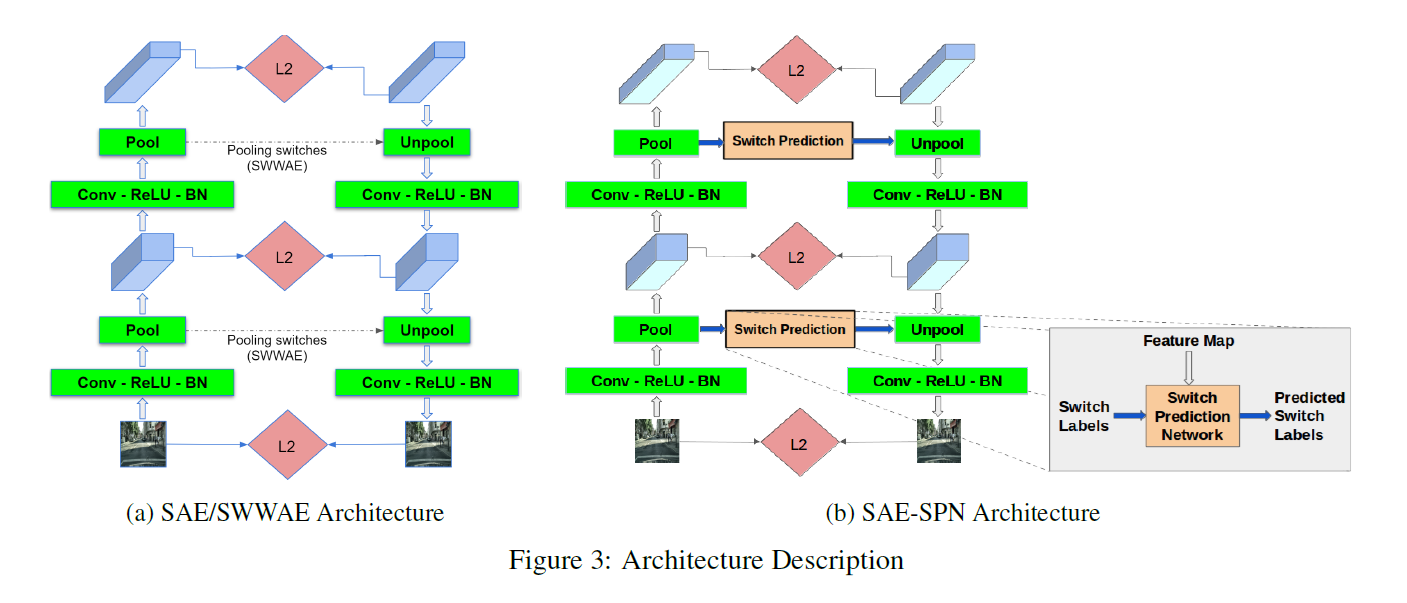 L2
Pool
Unpool
Pooling switches
(SWWAE)
Conv - ReLU - BN
Conv - ReLU - BN
L2
Pool
Unpool
Pooling switches
(SWWAE)
Conv - ReLU - BN
Conv - ReLU - BN
L2
(a) SAE/SWWAE Architecture
L2
Pool
Switch Prediction
Unpool
Conv - ReLU - BN
Conv - ReLU - BN
L2
Pool
Switch Prediction
Unpool
Conv - ReLU - BN
Conv - ReLU - BN
L2
Feature Map
Switch
Labels
Switch
Prediction
Network
Predicted
Switch
Labels
(b) SAE-SPN Architecture
Figure 3: Architecture Description